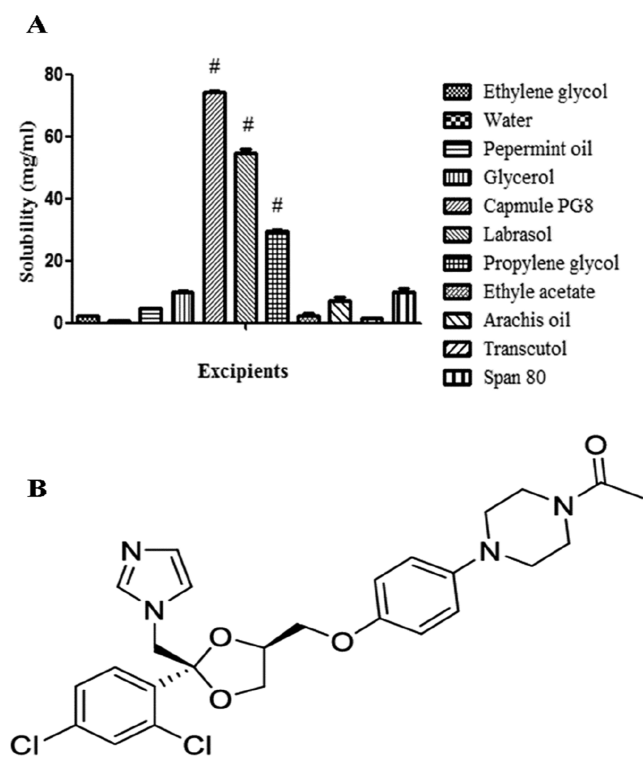 A
#
#
#
80
60
40
20
0
Solubility (mg/ml)
Excipients
Ethylene glycol
Water
Pepermint oil
Glycerol
Capmule PG8
Labrasol
Propylene glycol
Ethyle acetate
Arachis oil
Transcutol
Span 80
B
O
N
N
N
N
O
O
O
Cl
Cl